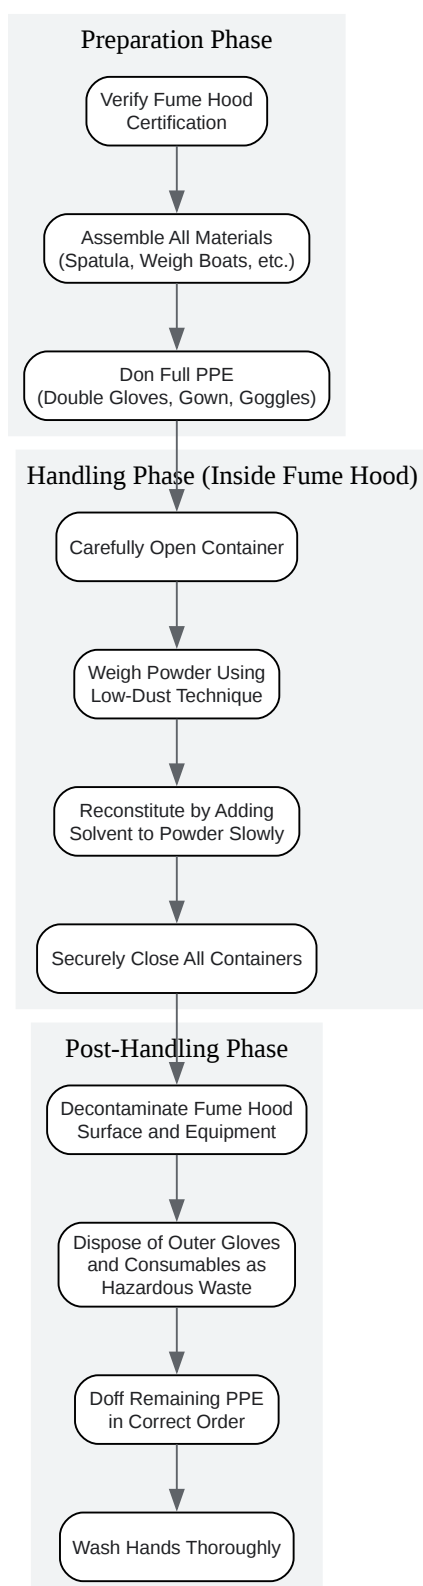 Preparation Phase
Verify Fume Hood
Certification
Assemble All Materials
(Spatula, Weigh Boats, etc.)
Don Full PPE
(Double Gloves, Gown, Goggles)
Handling Phase (Inside Fume Hood)
Carefully Open Container
Weigh Powder Using
Low-Dust Technique
Reconstitute by Adding
Solvent to Powder Slowly
Securely Close All Containers
Post-Handling Phase
Decontaminate Fume Hood
Surface and Equipment
Dispose of Outer Gloves
and Consumables as
Hazardous Waste
Doff Remaining PPE
in Correct Order
Wash Hands Thoroughly